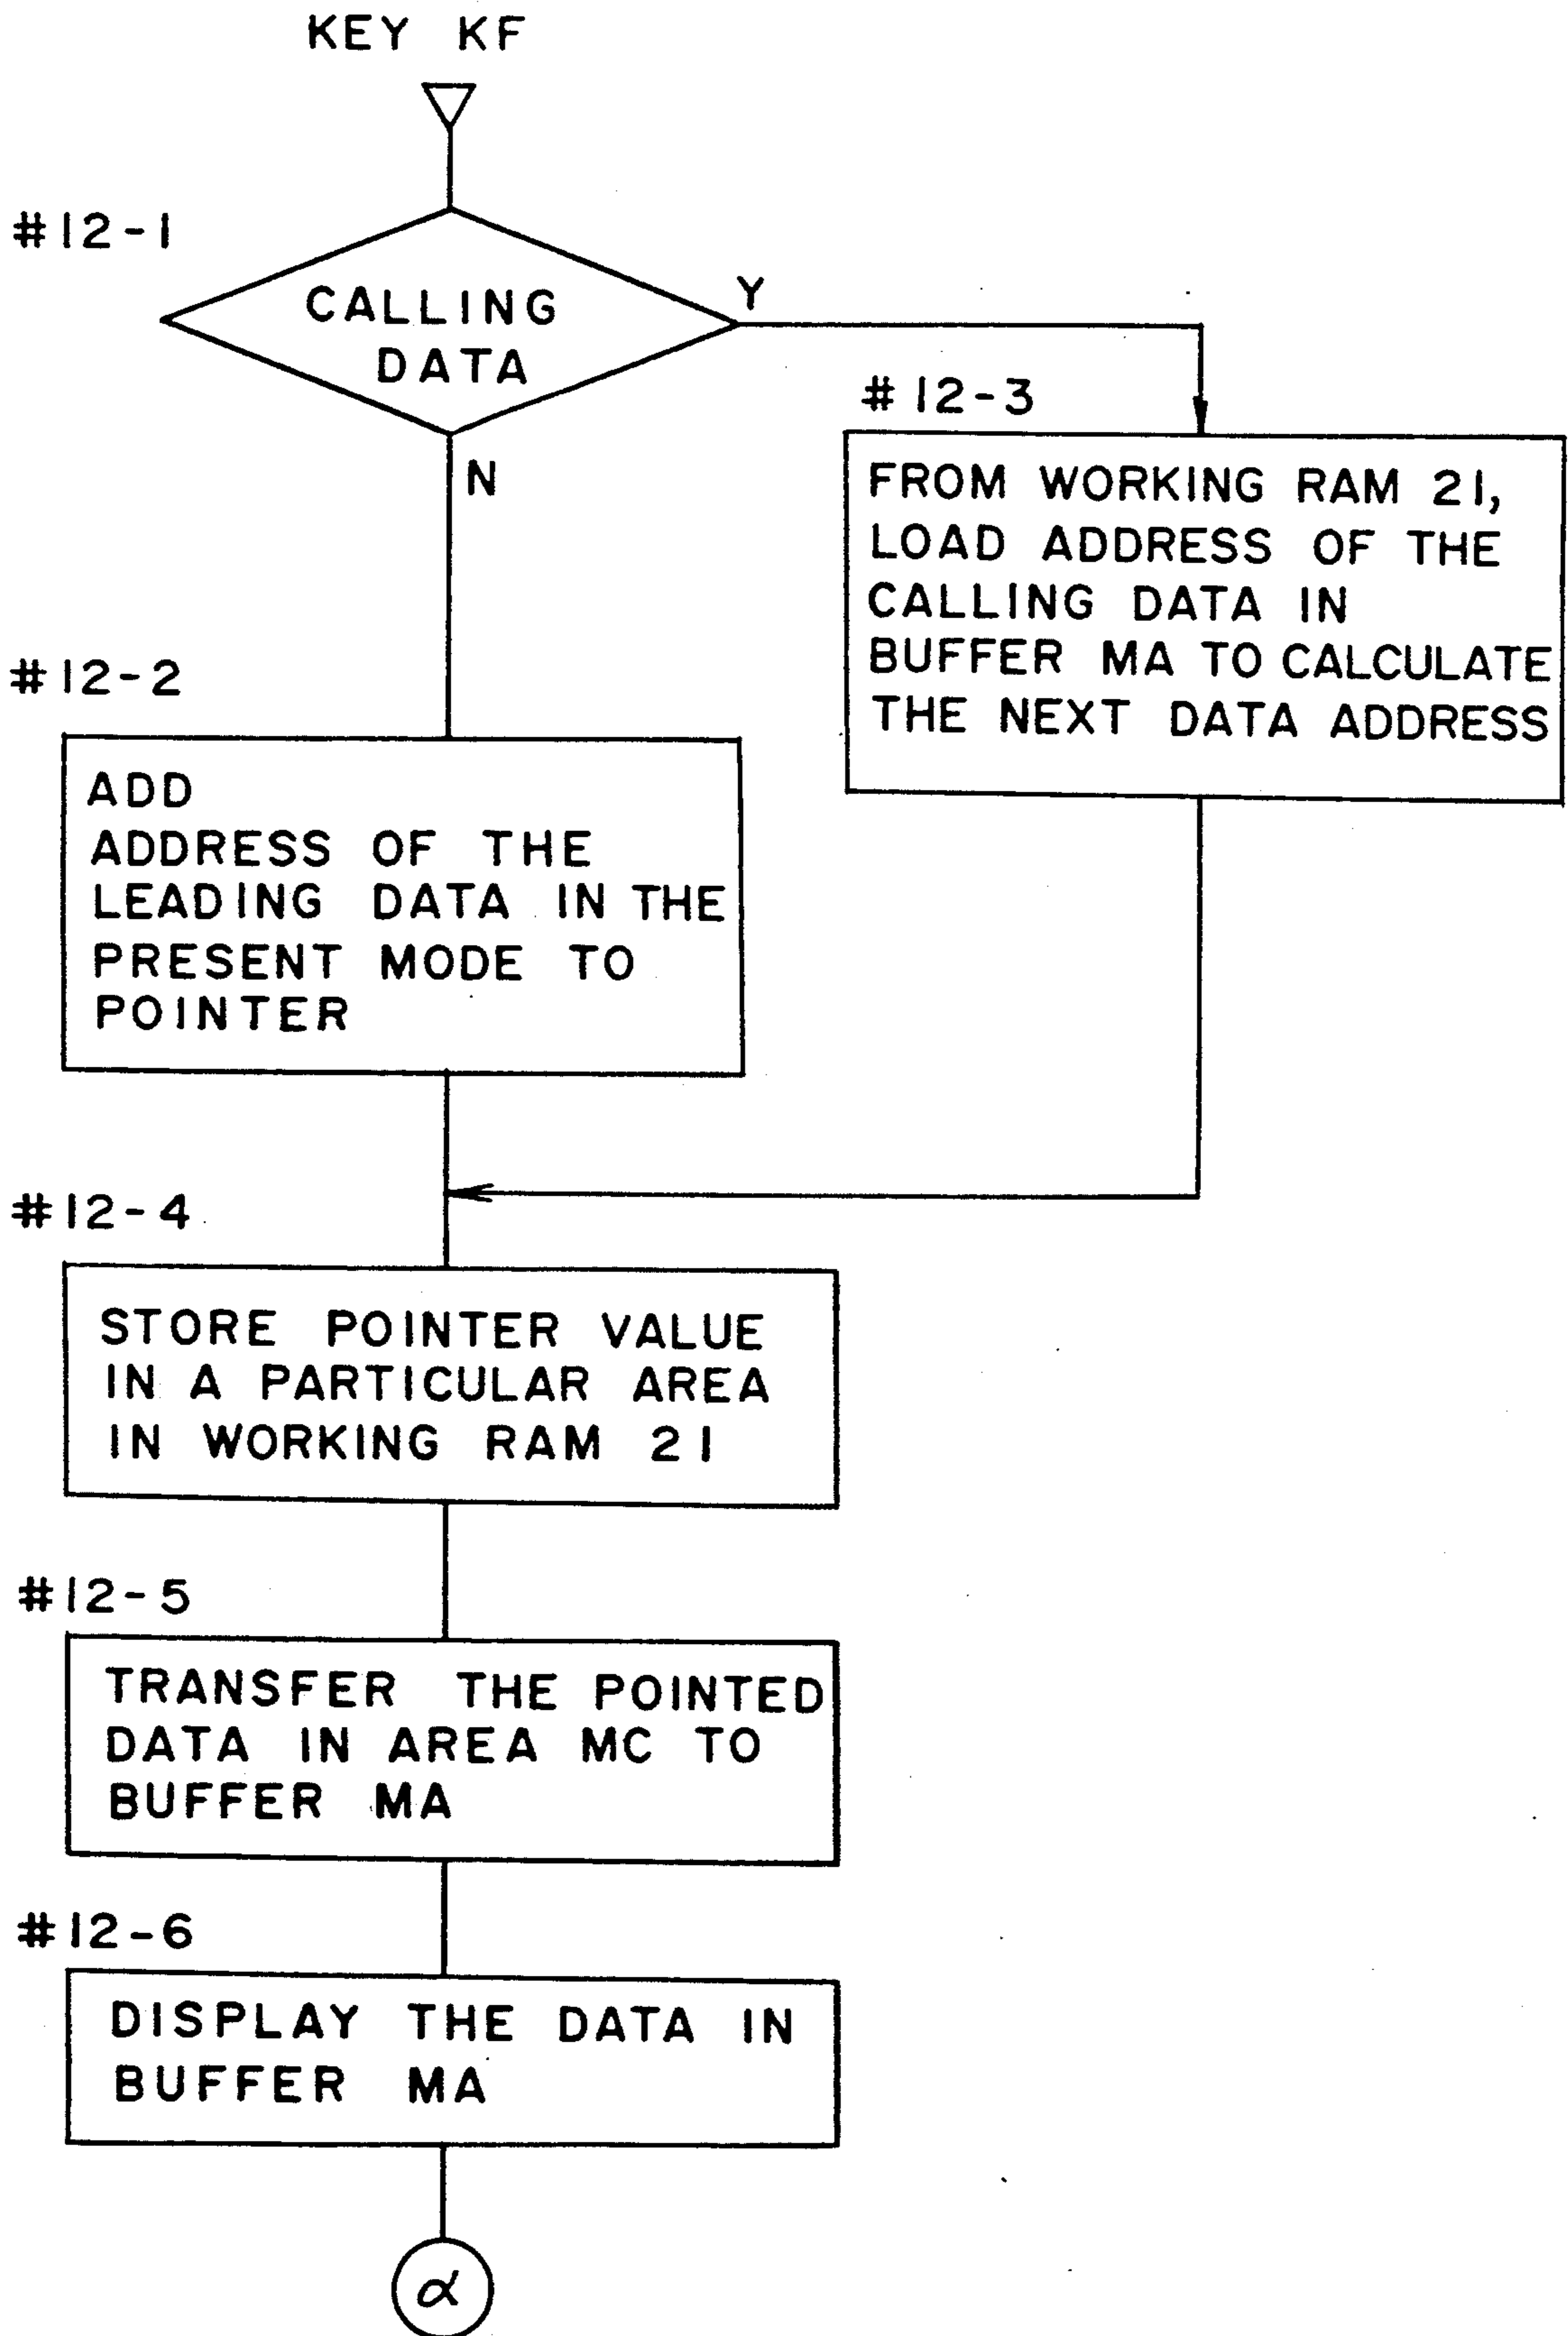 KEY KF
#12-1
CALLING
DATA
Y
N
#12-3
FROM WORKING RAM 21,
LOAD ADDRESS OF THE
CALLING DATA IN
BUFFER MA TO CALCULATE
THE NEXT DATA ADDRESS
#12-2
ADD
ADDRESS OF THE
LEADING DATA IN THE
PRESENT MODE TO
POINTER
#12-4
STORE POINTER VALUE
IN A PARTICULAR AREA
IN WORKING RAM 21
#12-5
TRANSFER THE POINTED
DATA IN AREA MC TO
BUFFER MA
#12-6
DISPLAY THE DATA IN
BUFFER MA
α